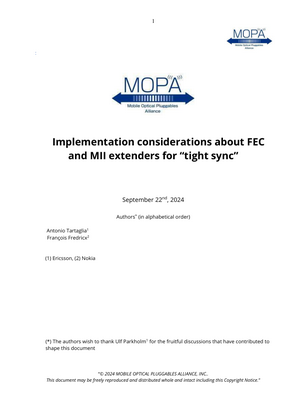 1
MOPA
Mobile Optical Pluggables
Alliance
MOPA
Mobile Optical Pluggables
Alliance
Implementation considerations about FEC
and MII extenders for “tight sync”
September 22nd, 2024
Authors* (in alphabetical order)
Antonio Tartaglia1
François Fredricx2
(1) Ericsson, (2) Nokia
(*) The authors wish to thank Ulf Parkholm1 for the fruitful discussions that have contributed to
shape this document
“© 2024 MOBILE OPTICAL PLUGGABLES ALLIANCE, INC..
This document may be freely reproduced and distributed whole and intact including this Copyright Notice.”